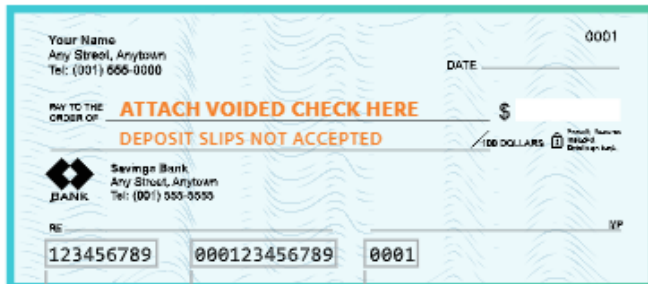 0001
Your Name
Any Street, Anytown
Tel: (001) 555-0000
DATE
PAY TO THE
ORDER OF
ATTACH VOIDED CHECK HERE
$
DEPOSIT SLIPS NOT ACCEPTED
/100 DOLLARS
Savings Bank
Any Street, Anytown
Tel: (001) 555-5555
BANK
RE
MP
123456789 000123456789 0001